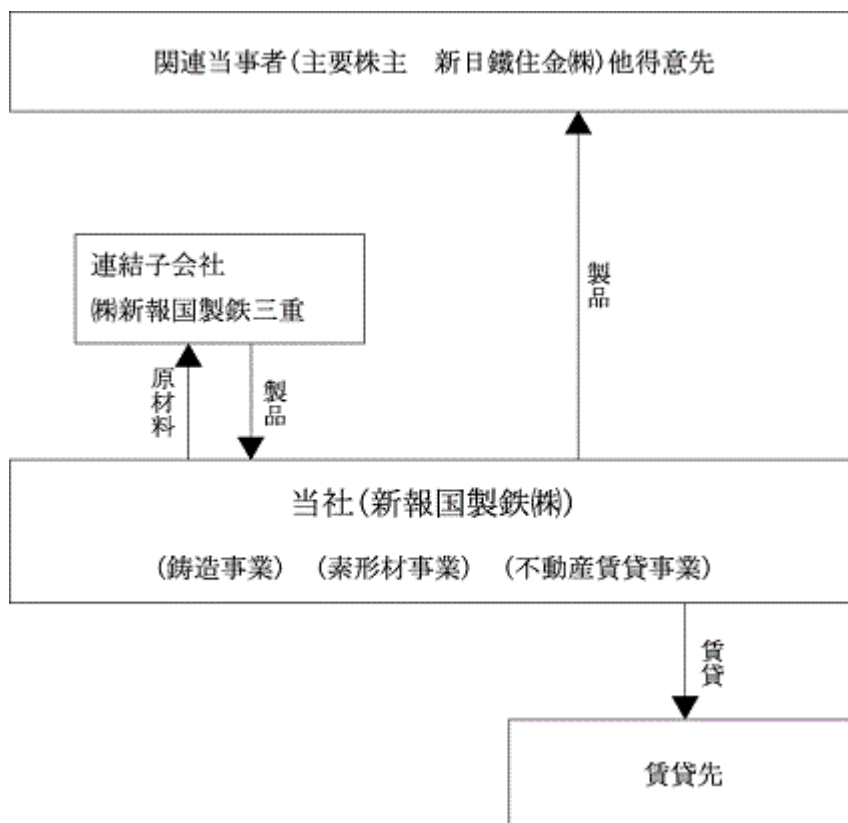 関連当事者(主要株主　新日鐵住金㈱)他得意先
製品
連結子会社
㈱新報国製鉄三重
原材料
製品
当社(新報国製鉄㈱)
(鋳造事業)　(素形材事業)　(不動産賃貸事業)
賃貸
賃貸先